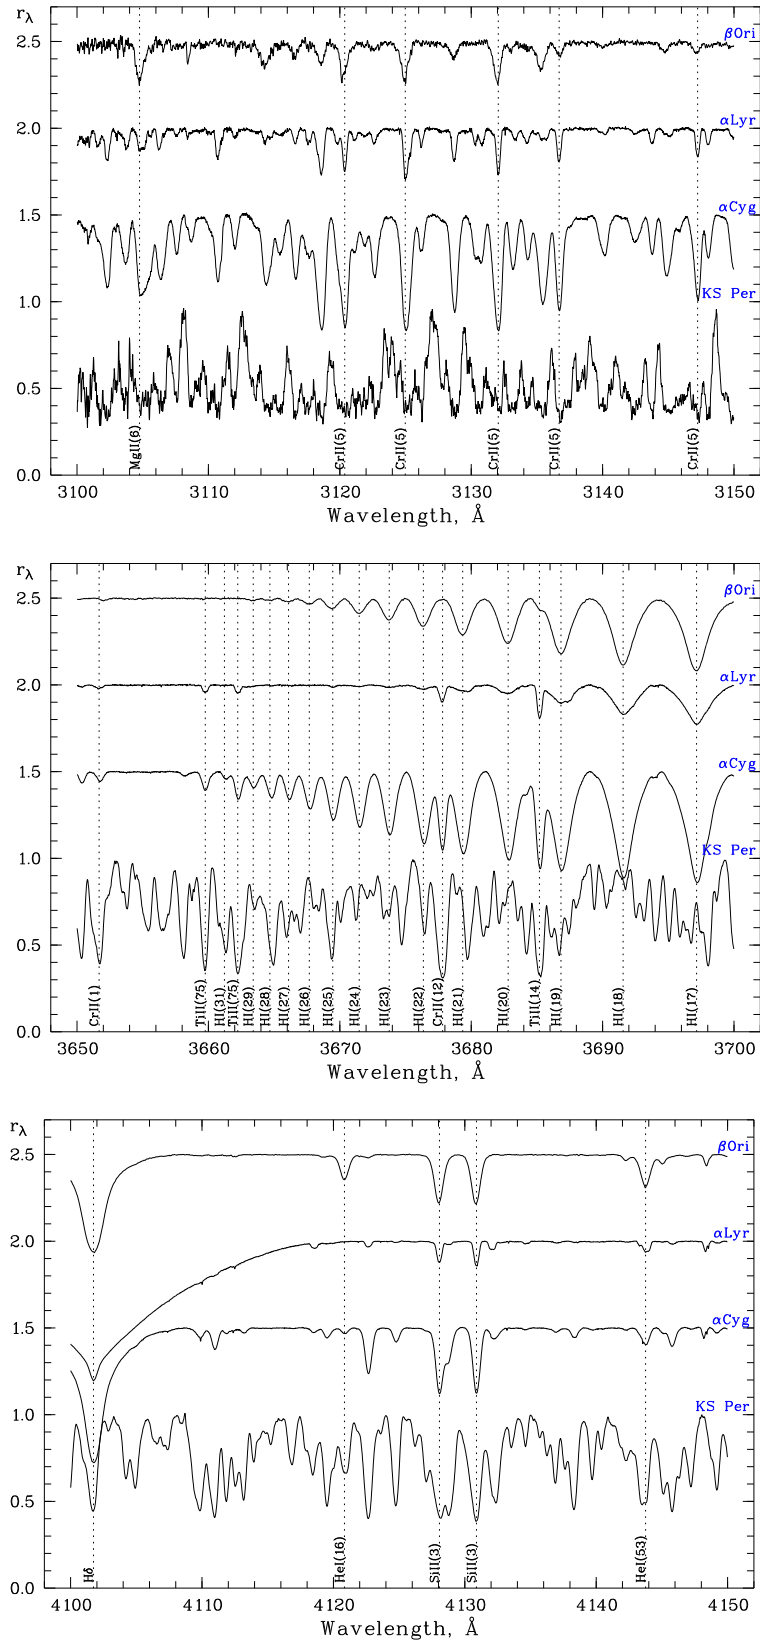 rλ
βOri
αLyr
αCyg
KS Per
2.5
2.0
1.5
1.0
0.5
0.0
MgII(6)
CrII(5)
CrII(5)
CrII(5)
CrII(5)
CrII(5)
3100 3110 3120 3130 3140 3150
Wavelength, Å
rλ
βOri
αLyr
αCyg
KS Per
2.5
2.0
1.5
1.0
0.5
0.0
CrII(1)
TiII(75)
HI(31)
TiII(75)
HI(29)
HI(28)
HI(27)
HI(26)
HI(25)
HI(24)
HI(23)
HI(22)
CrII(12)
HI(21)
HI(20)
TiII(14)
HI(19)
HI(18)
HI(17)
3650 3660 3670 3680 3690 3700
Wavelength, Å
rλ
βOri
αLyr
αCyg
KS Per
2.5
2.0
1.5
1.0
0.5
0.0
Hδ
HeI(16)
SiII(3)
SiII(3)
HeI(53)
4100 4110 4120 4130 4140 4150
Wavelength, Å